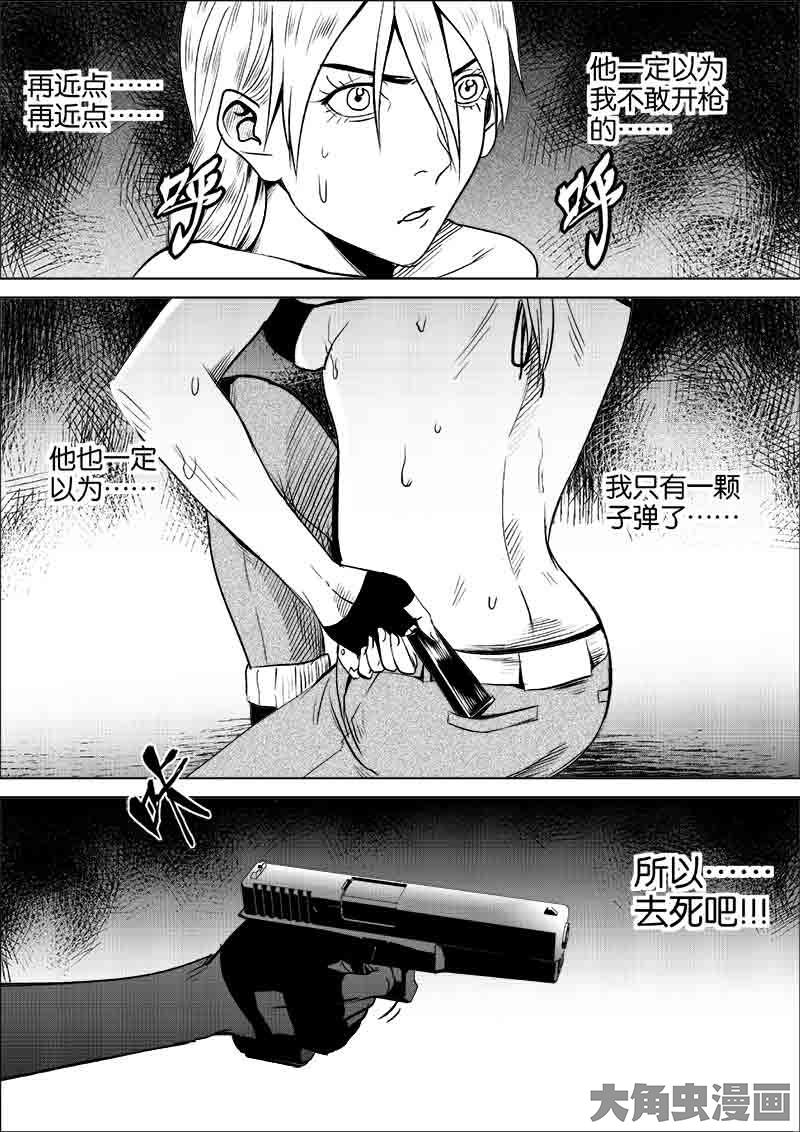 再近点……
再近点……
他一定以为
我不敢开枪
的……
呼
呼
他也一定
以为……
我只有一颗
子弹了……
咔
所以……
去死吧!!!
大角虫漫画